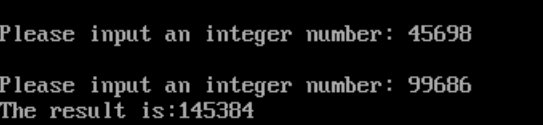 Please input an integer number: 45698
Please input an integer number: 99686
The result is:145384